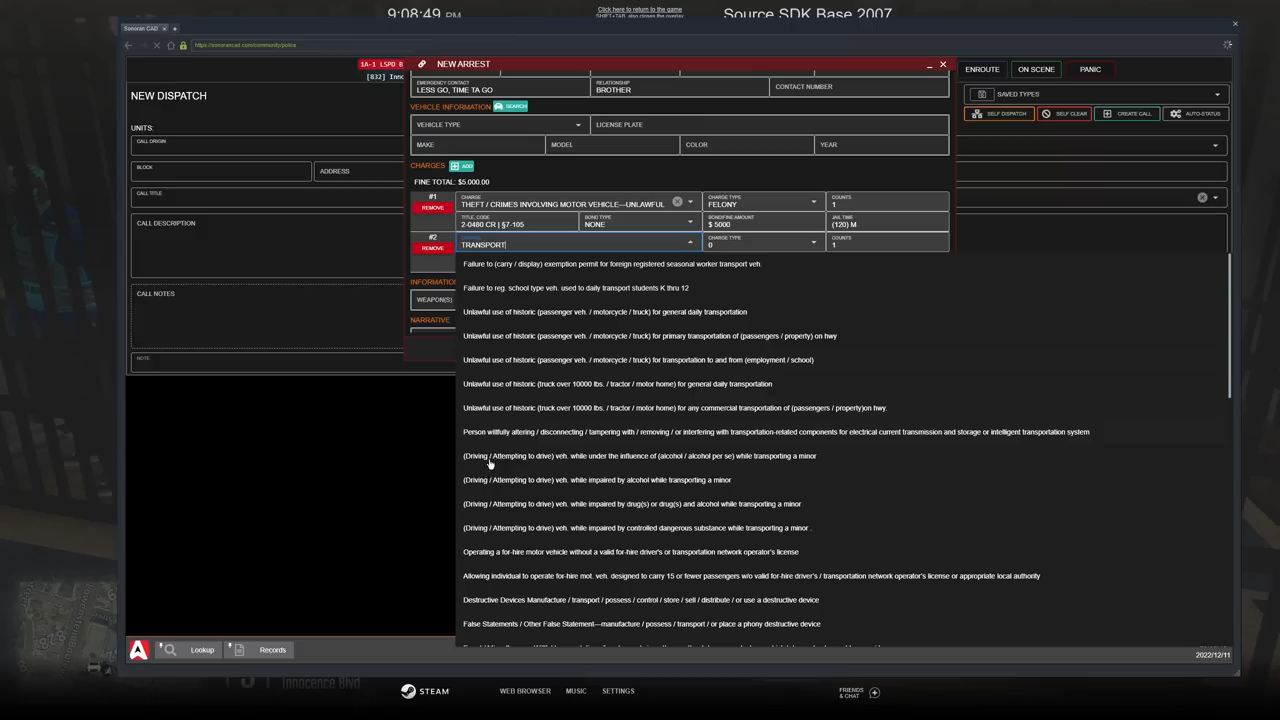 9:08:49 PM
Click here to return to the game
SHIFT+TAB also closes the overlay
Source SDK Base 2007
Sonoran CAD
https://sonorancad.com/community/police
1A-1 LSPD
[832]
NEW ARREST
ENROUTE
ON SCENE
PANIC
NEW DISPATCH
SAVED TYPES
SELF DISPATCH
SELF CLEAR
CREATE CALL
AUTO-STATUS
UNITS:
CALL ORIGIN
BLOCK
ADDRESS
CALL TITLE
CALL DESCRIPTION
CALL NOTES
NOTE
EMERGENCY CONTACT
LESS GO, TIME TA GO
RELATIONSHIP
BROTHER
CONTACT NUMBER
VEHICLE INFORMATION
SEARCH
VEHICLE TYPE
LICENSE PLATE
MAKE
MODEL
COLOR
YEAR
CHARGES
ADD
FINE TOTAL: $5,000.00
#1
REMOVE
CHARGE
THEFT / CRIMES INVOLVING MOTOR VEHICLE—UNLAWFUL
CHARGE TYPE
FELONY
COUNTS
1
TITLE, CODE
2-0480 CR | §7-105
BOND TYPE
NONE
BOND/FINE AMOUNT
$ 5000
JAIL TIME
(120) M
#2
REMOVE
TRANSPORT
CHARGE TYPE
0
COUNTS
1
INFORMATION
WEAPON(S)
NARRATIVE
Failure to (carry / display) exemption permit for foreign registered seasonal worker transport veh.
Failure to reg. school type veh. used to daily transport students K thru 12
Unlawful use of historic (passenger veh. / motorcycle / truck) for general daily transportation
Unlawful use of historic (passenger veh. / motorcycle / truck) for primary transportation of (passengers / property) on hwy
Unlawful use of historic (passenger veh. / motorcycle / truck) for transportation to and from (employment / school)
Unlawful use of historic (truck over 10000 lbs. / tractor / motor home) for general daily transportation
Unlawful use of historic (truck over 10000 lbs. / tractor / motor home) for any commercial transportation of (passengers / property)on hwy.
Person willfully altering / disconnecting / tampering with / removing / or interfering with transportation-related components for electrical current transmission and storage or intelligent transportation system
(Driving / Attempting to drive) veh. while under the influence of (alcohol / alcohol per se) while transporting a minor
(Driving / Attempting to drive) veh. while impaired by alcohol while transporting a minor
(Driving / Attempting to drive) veh. while impaired by drug(s) or drug(s) and alcohol while transporting a minor
(Driving / Attempting to drive) veh. while impaired by controlled dangerous substance while transporting a minor .
Operating a for-hire motor vehicle without a valid for-hire driver's or transportation network operator's license
Allowing individual to operate for-hire mot. veh. designed to carry 15 or fewer passengers w/o valid for-hire driver's / transportation network operator's license or appropriate local authority
Destructive Devices Manufacture / transport / possess / control / store / sell / distribute / or use a destructive device
False Statements / Other False Statement—manufacture / possess / transport / or place a phony destructive device
Lookup
Records
2022/12/11
Innocence Blvd
STEAM
WEB BROWSER
MUSIC
SETTINGS
FRIENDS
& CHAT